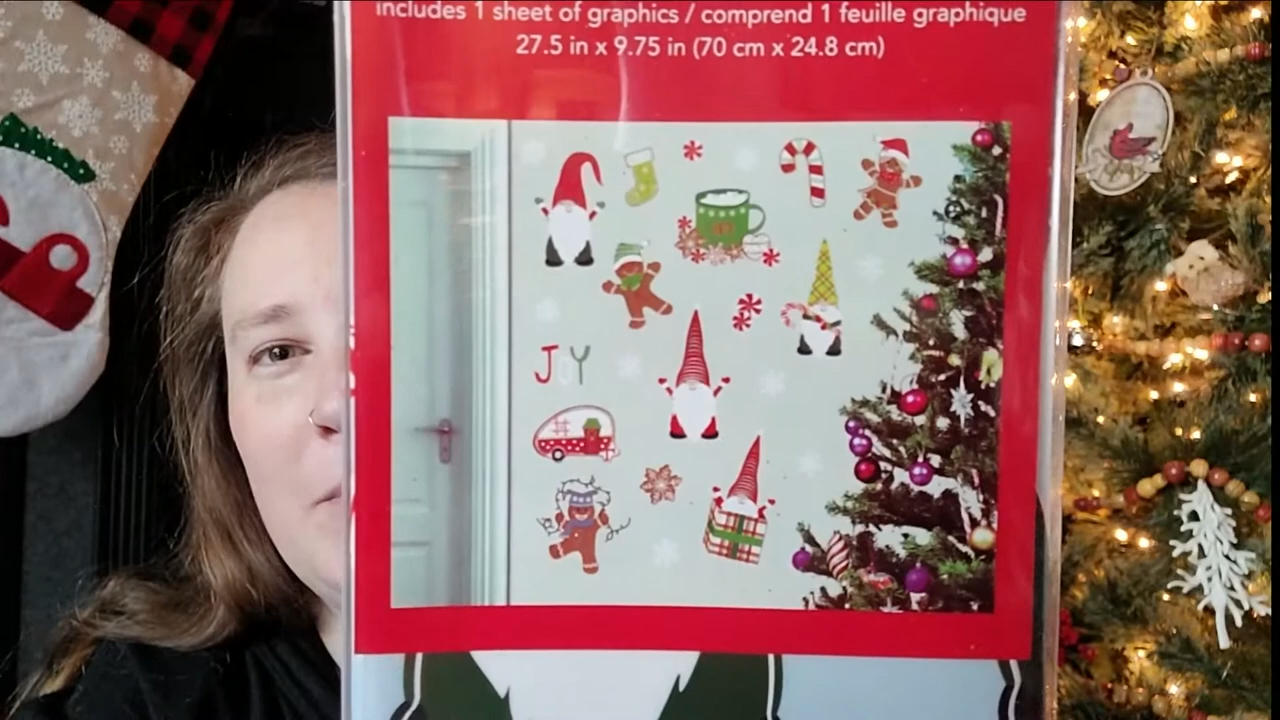 includes 1 sheet of graphics / comprend 1 feuille graphique
27.5 in x 9.75 in (70 cm x 24.8 cm)
JOY